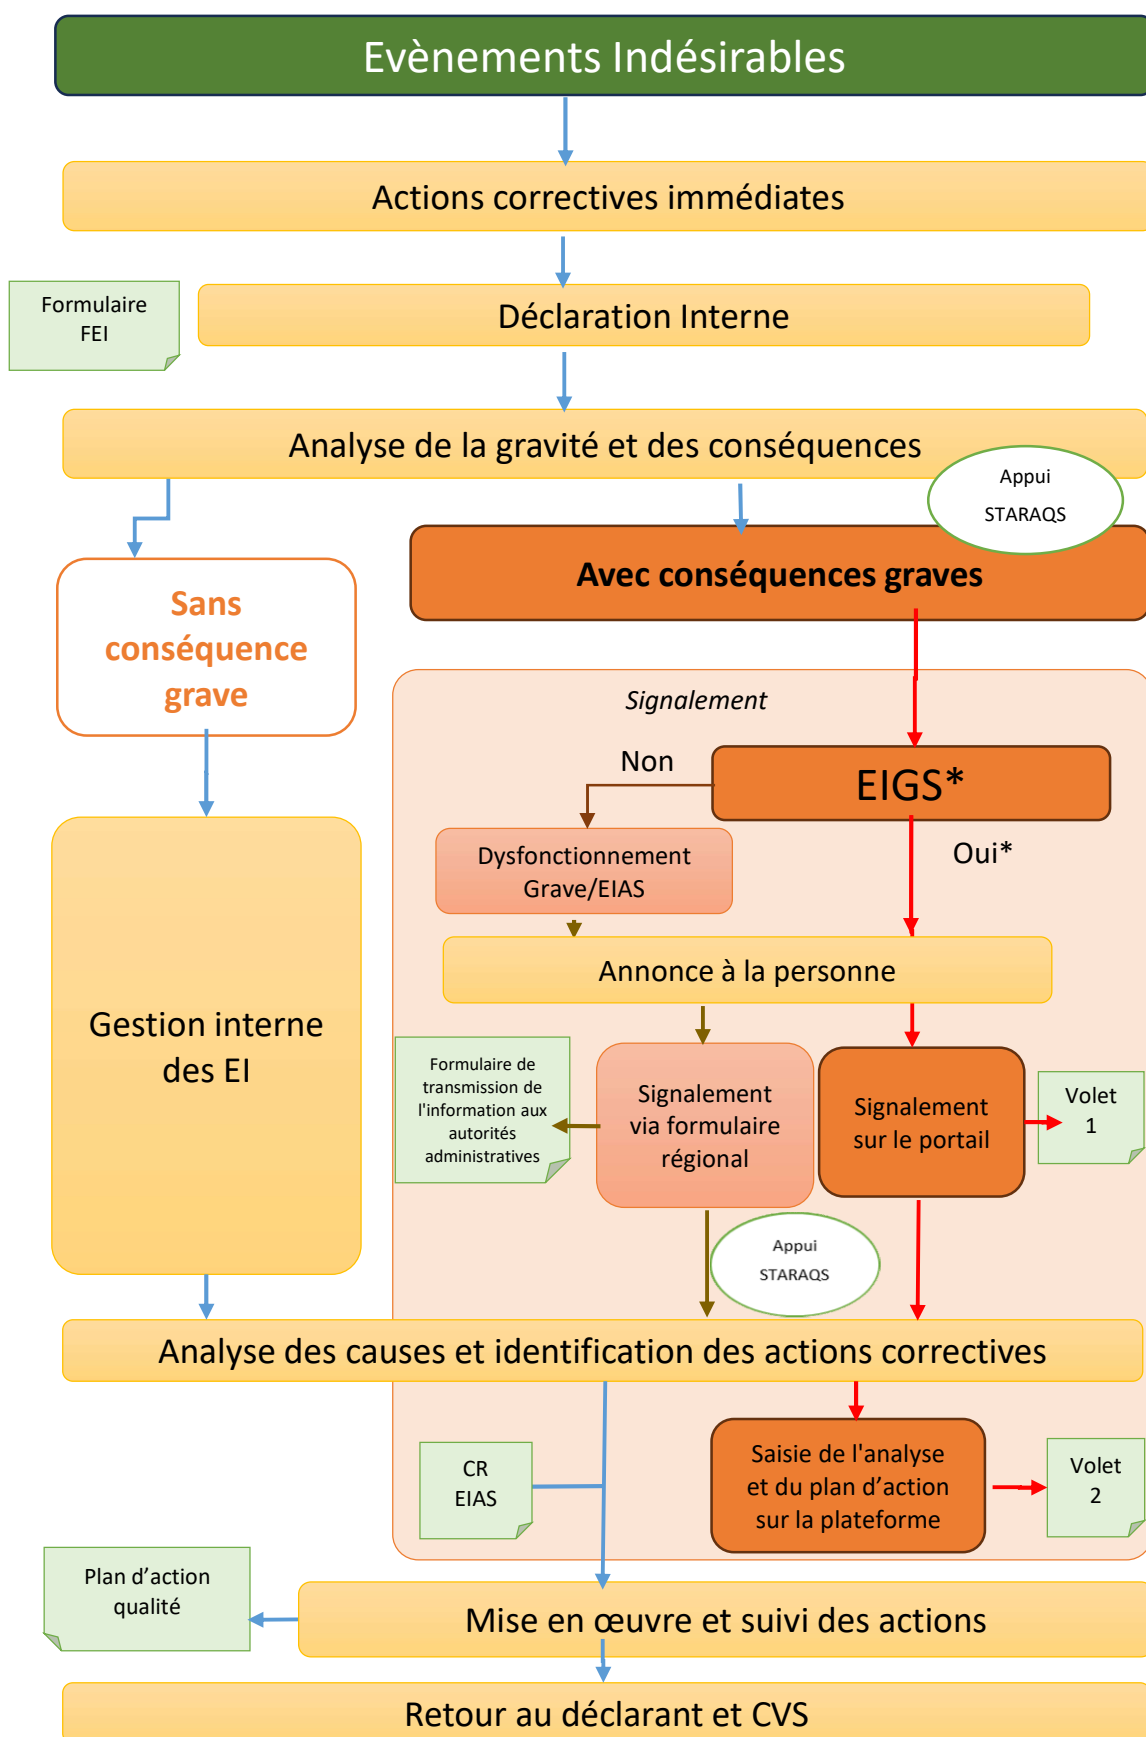 Evènements Indésirables
Actions correctives immédiates
Formulaire
FEI
Déclaration Interne
Analyse de la gravité et des conséquences
Appui
STARAQS
Sans
conséquence
grave
Avec conséquences graves
Signalement
Non
EIGS*
Oui*
Dysfonctionnement
Grave/EIAS
Annonce à la personne
Gestion interne
des EI
Formulaire de
transmission de
l'information aux
autorités
administratives
Signalement
via formulaire
régional
Signalement
sur le portail
Volet
1
Appui
STARAQS
Analyse des causes et identification des actions correctives
CR
EIAS
Saisie de l'analyse
et du plan d’action
sur la plateforme
Volet
2
Plan d’action
qualité
Mise en œuvre et suivi des actions
Retour au déclarant et CVS